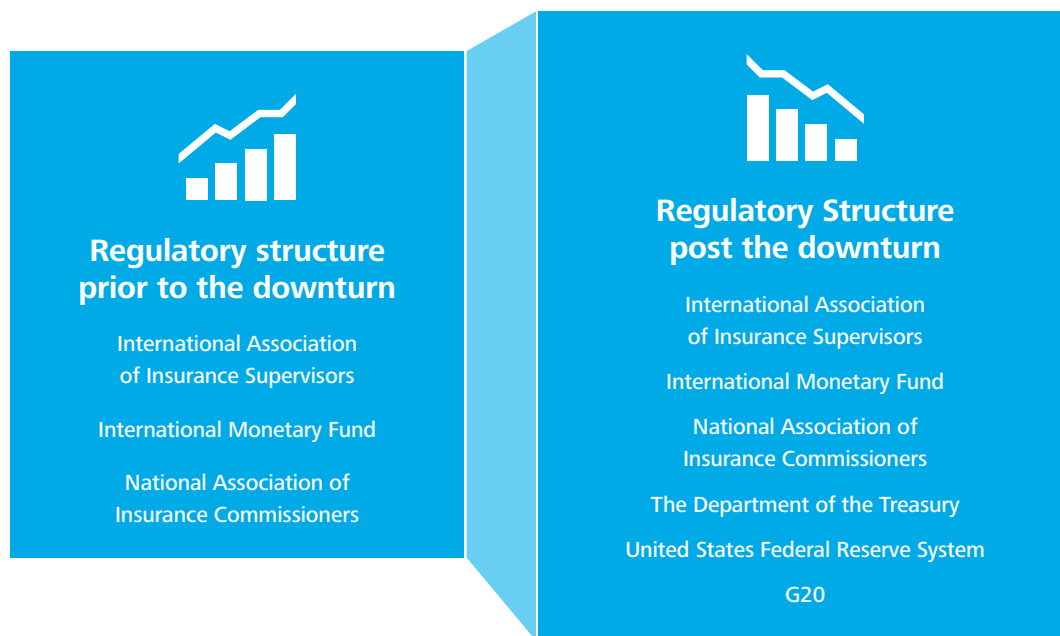 Regulatory structure
prior to the downturn
International Association
of Insurance Supervisors
International Monetary Fund
National Association of
Insurance Commissioners
Regulatory Structure
post the downturn
International Association
of Insurance Supervisors
International Monetary Fund
National Association of
Insurance Commissioners
The Department of the Treasury
United States Federal Reserve System
G20